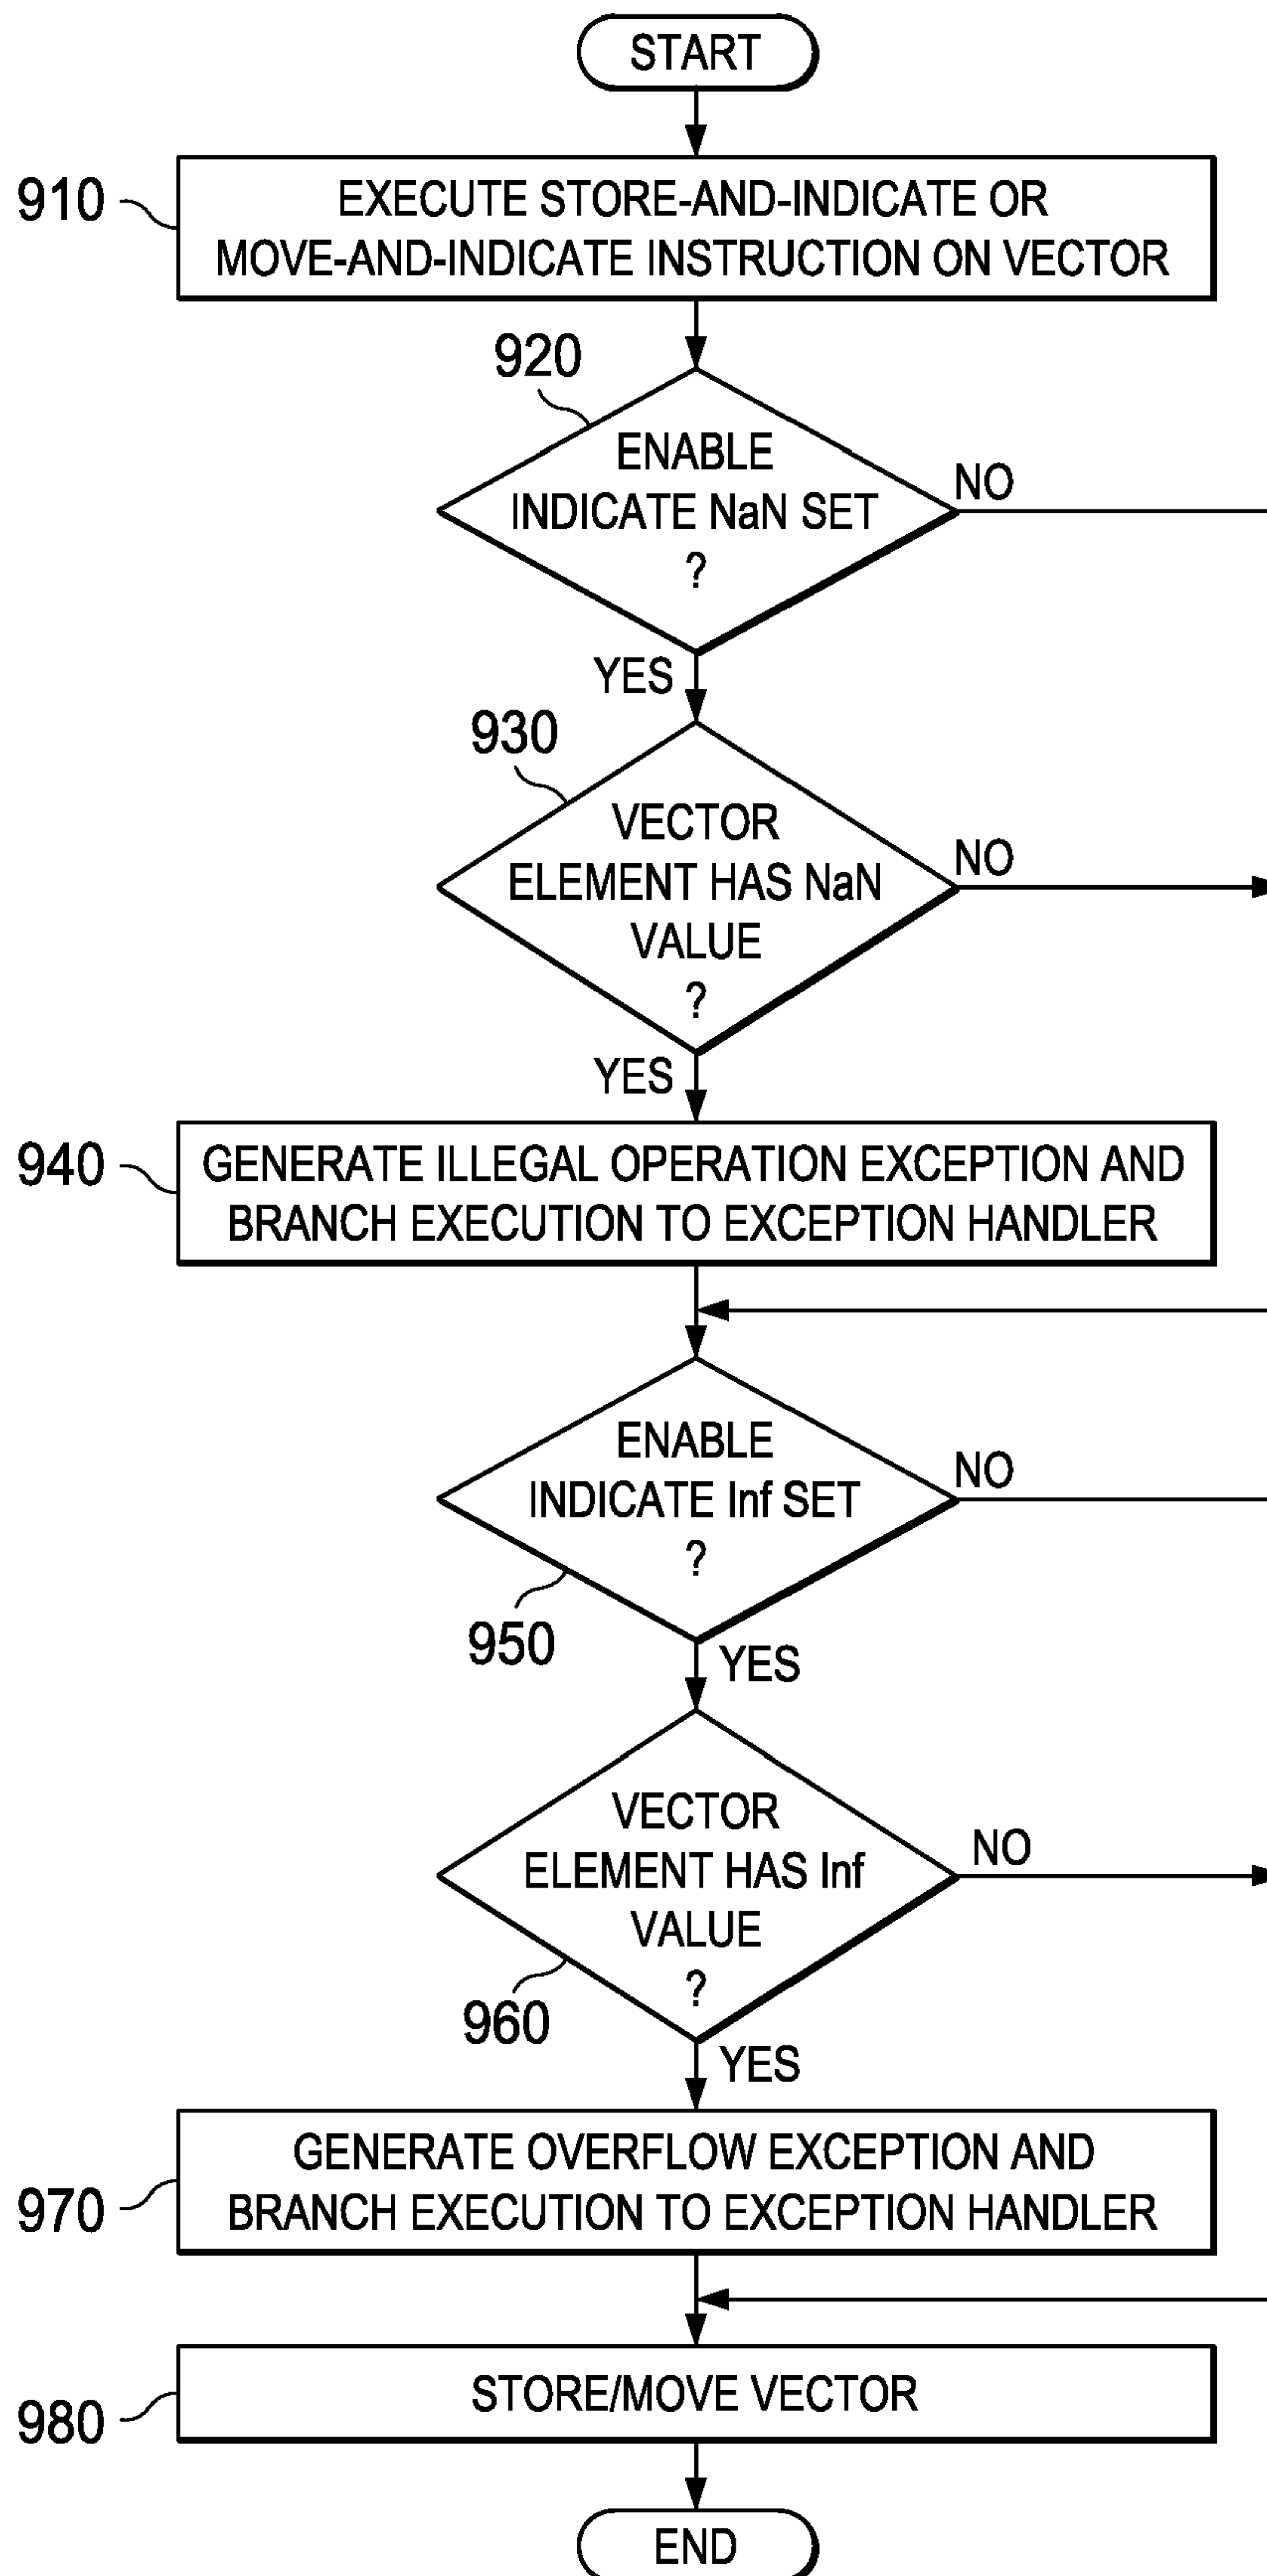 START
910
EXECUTE STORE-AND-INDICATE OR
MOVE-AND-INDICATE INSTRUCTION ON VECTOR
920
ENABLE
INDICATE NaN SET
?
NO
YES
930
VECTOR
ELEMENT HAS NaN
VALUE
?
NO
YES
940
GENERATE ILLEGAL OPERATION EXCEPTION AND
BRANCH EXECUTION TO EXCEPTION HANDLER
ENABLE
INDICATE Inf SET
?
NO
950
YES
VECTOR
ELEMENT HAS Inf
VALUE
?
NO
960
YES
970
GENERATE OVERFLOW EXCEPTION AND
BRANCH EXECUTION TO EXCEPTION HANDLER
980
STORE/MOVE VECTOR
END